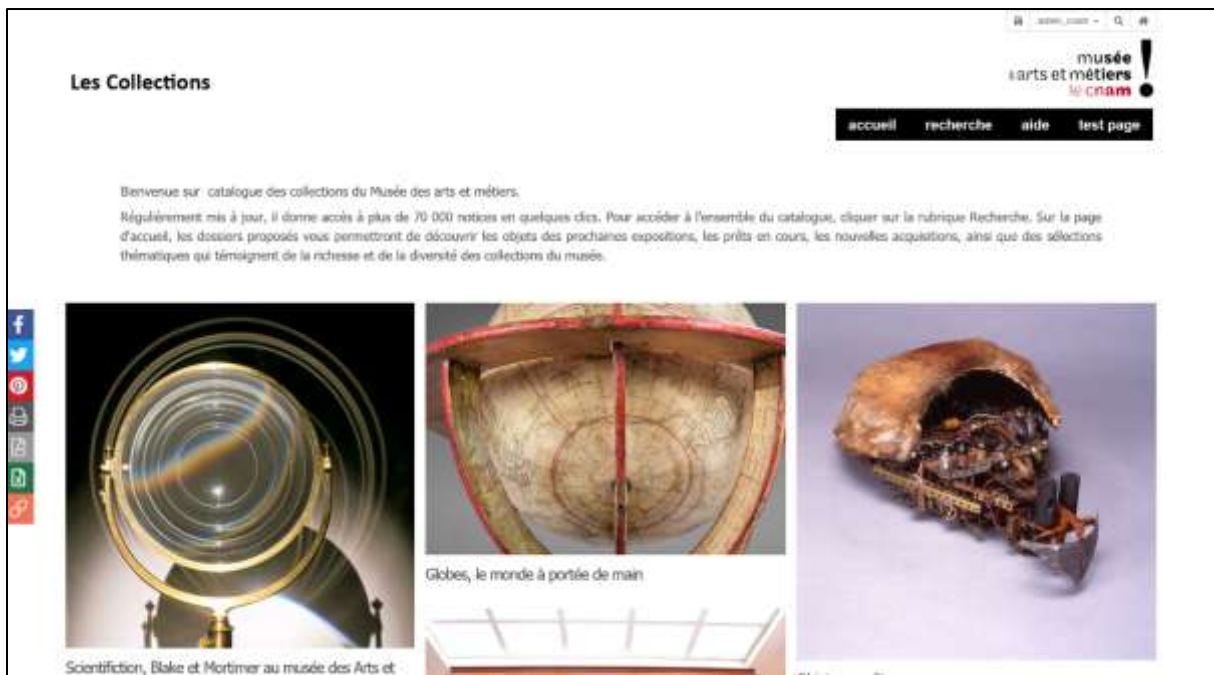 musée
arts et métiers
le cnam
Les Collections
accueil recherche aide test page
Bienvenue sur catalogue des collections du Musée des arts et métiers.
Régulièrement mis à jour, il donne accès à plus de 70 000 notices en quelques clics. Pour accéder à l'ensemble du catalogue, cliquer sur la rubrique Recherche. Sur la page
d'accueil, les dossiers proposés vous permettront de découvrir les objets des prochaines expositions, les prêts en cours, les nouvelles acquisitions, ainsi que des sélections
thématiques qui témoignent de la richesse et de la diversité des collections du musée.
Globes, le monde à portée de main
Scientifiction, Blake et Mortimer au musée des Arts et